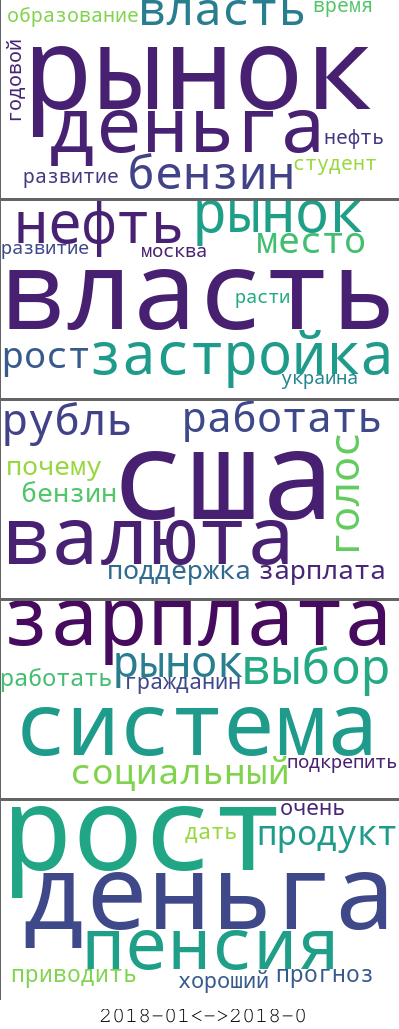 образование власть время
годовой
рынок
деньга
нефть
развитие бензин студент
нефть рынок
развитие москва место
власть
расти
рост застройка
украина
рубль работать
почему сша
бензин голос
валюта
поддержка зарплата
зарплата
рынок выбор
работать гражданин
система
социальный подкрепить
рост очень
дать продукт
деньга
пенсия
приводить хороший прогноз
2018-01<->2018-0